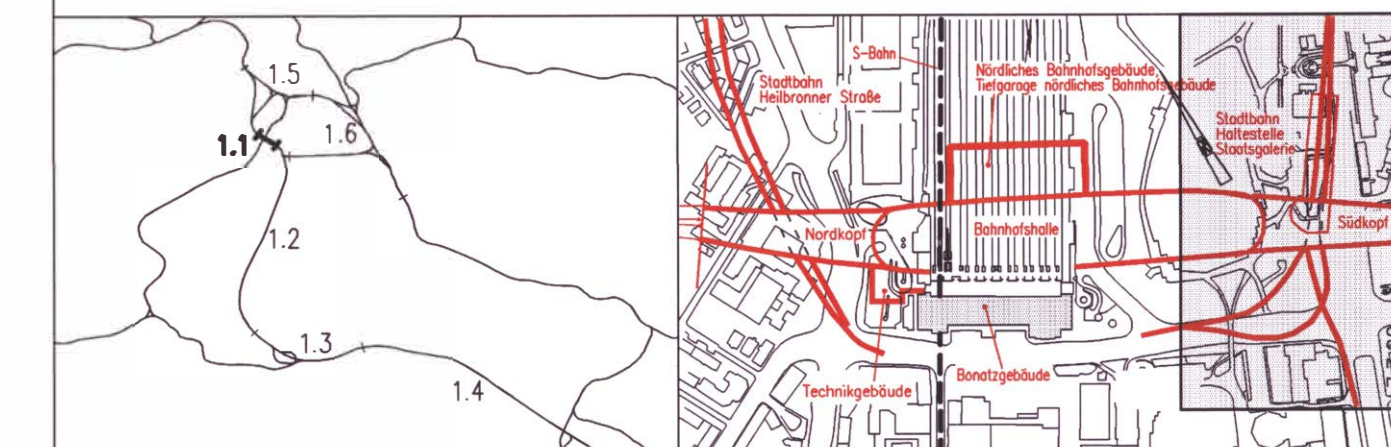 1.5
1.1
1.6
1.2
1.3
1.4
S-Bahn
Stadtbahn
Heilbronner Straße
Nördliches Bahnhofsgebäude,
Tiefgarage nördliches Bahnhofsgebäude
Stadtbahn
Haltestelle
Staatsgalerie
Nordkopf
Bahnhofshalle
Südkopf
Technikgebäude
Bonatzgebäude